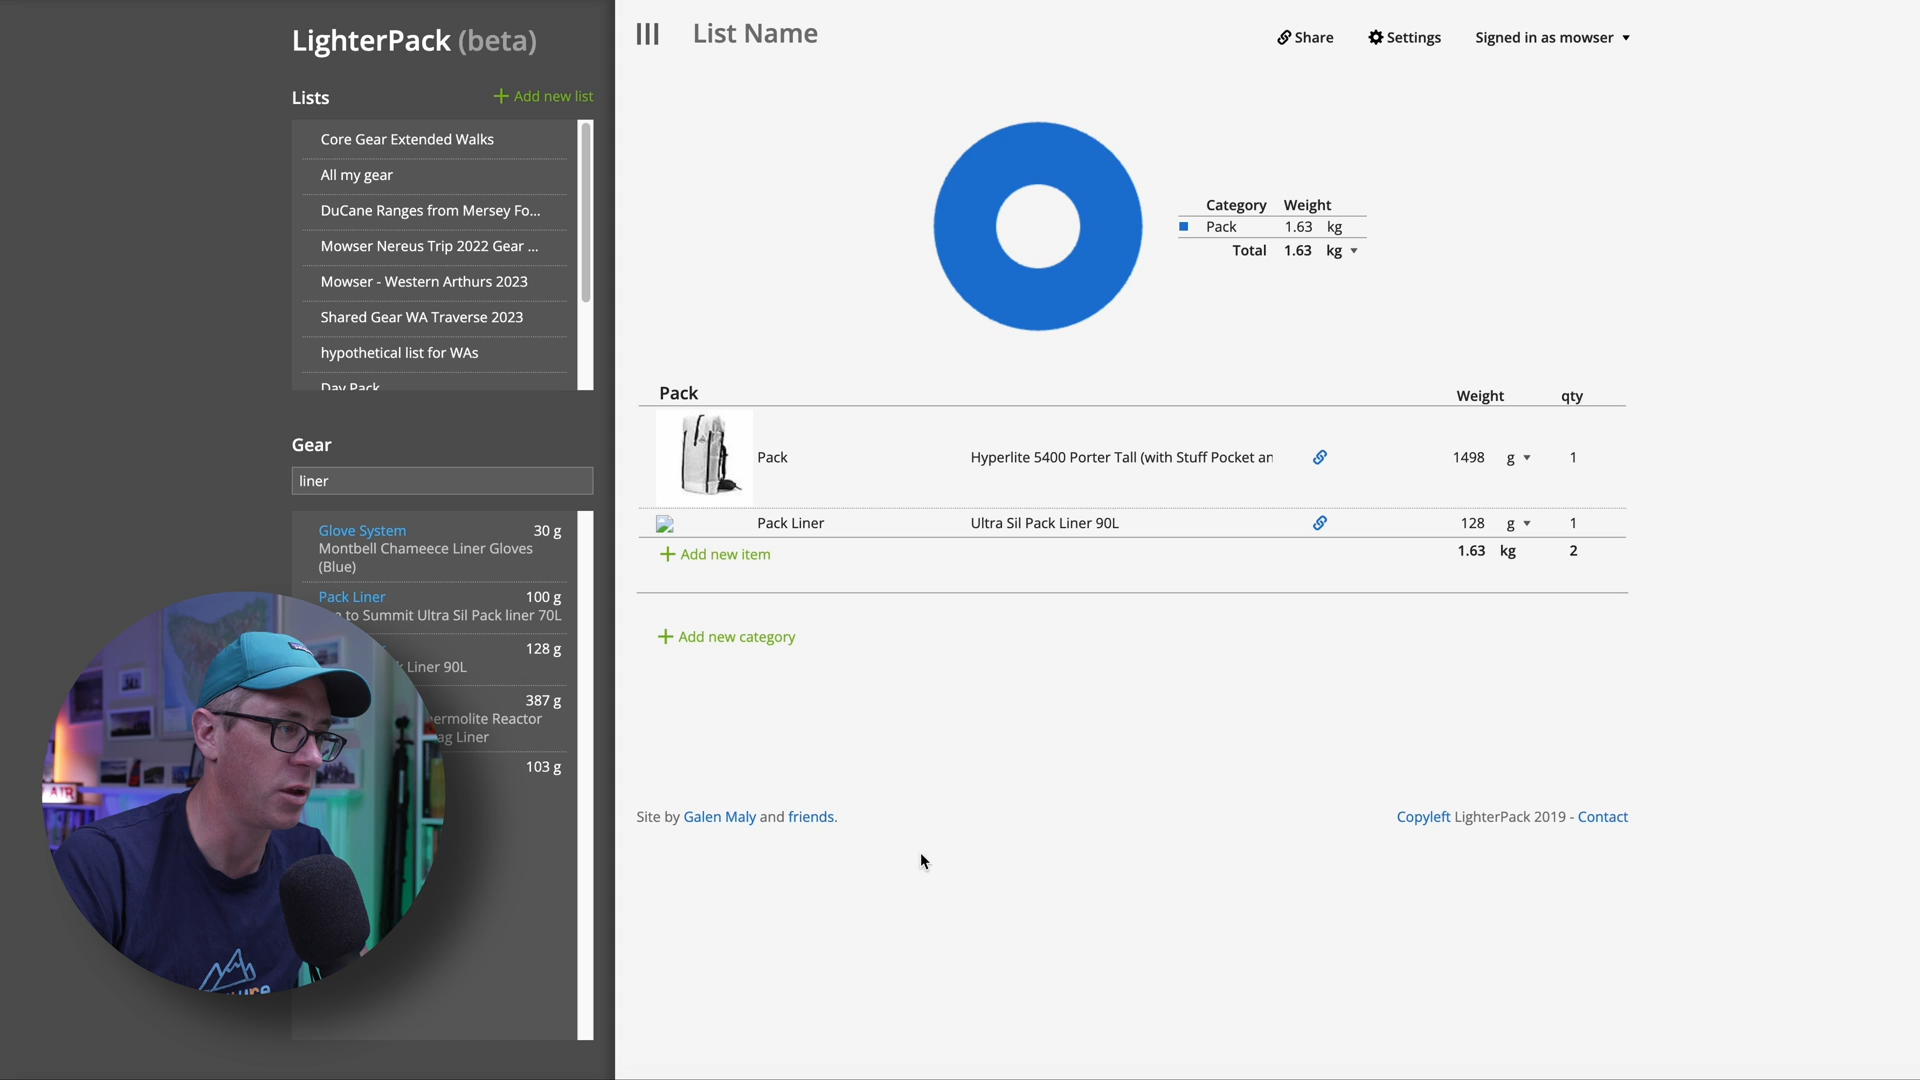 LighterPack (beta)
Lists
Add new list
Core Gear Extended Walks
All my gear
DuCane Ranges from Mersey Fo...
Mowser Nereus Trip 2022 Gear ...
Mowser - Western Arthurs 2023
Shared Gear WA Traverse 2023
hypothetical list for WAs
Day Pack
Gear
liner
Glove System 30 g
Montbell Chameece Liner Gloves
(Blue)
Pack Liner 100 g
to Summit Ultra Sil Pack liner 70L
128 g
Liner 90L
387 g
Reactor
Liner
103 g
AIR
List Name
Share
Settings
Signed in as mowser
Category Weight
Pack 1.63 kg
Total 1.63 kg
Pack Weight qty
Pack Hyperlite 5400 Porter Tall (with Stuff Pocket an 1498 g 1
Pack Liner Ultra Sil Pack Liner 90L 128 g 1
Add new item 1.63 kg 2
Add new category
Site by Galen Maly and friends. Copyleft LighterPack 2019 - Contact